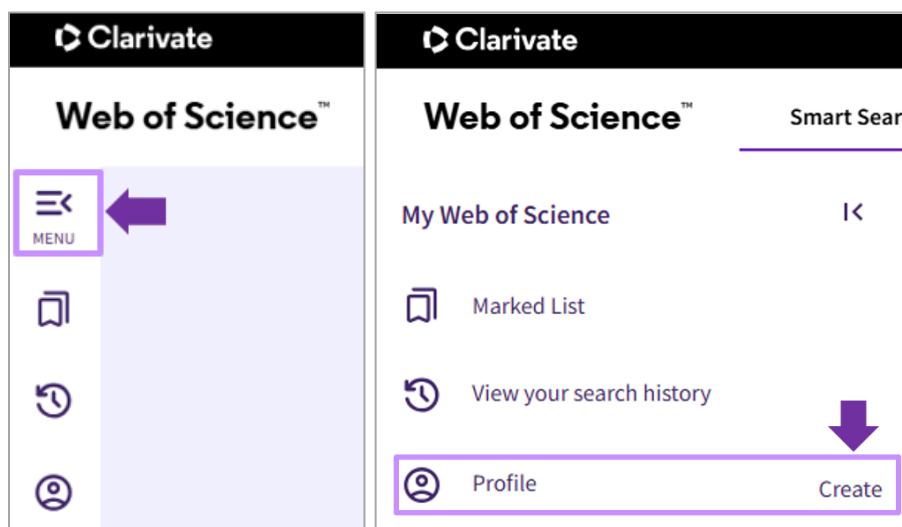 Clarivate
Web of Science™
MENU
Clarivate
Web of Science™
Smart Sear
My Web of Science
Marked List
View your search history
Profile
Create